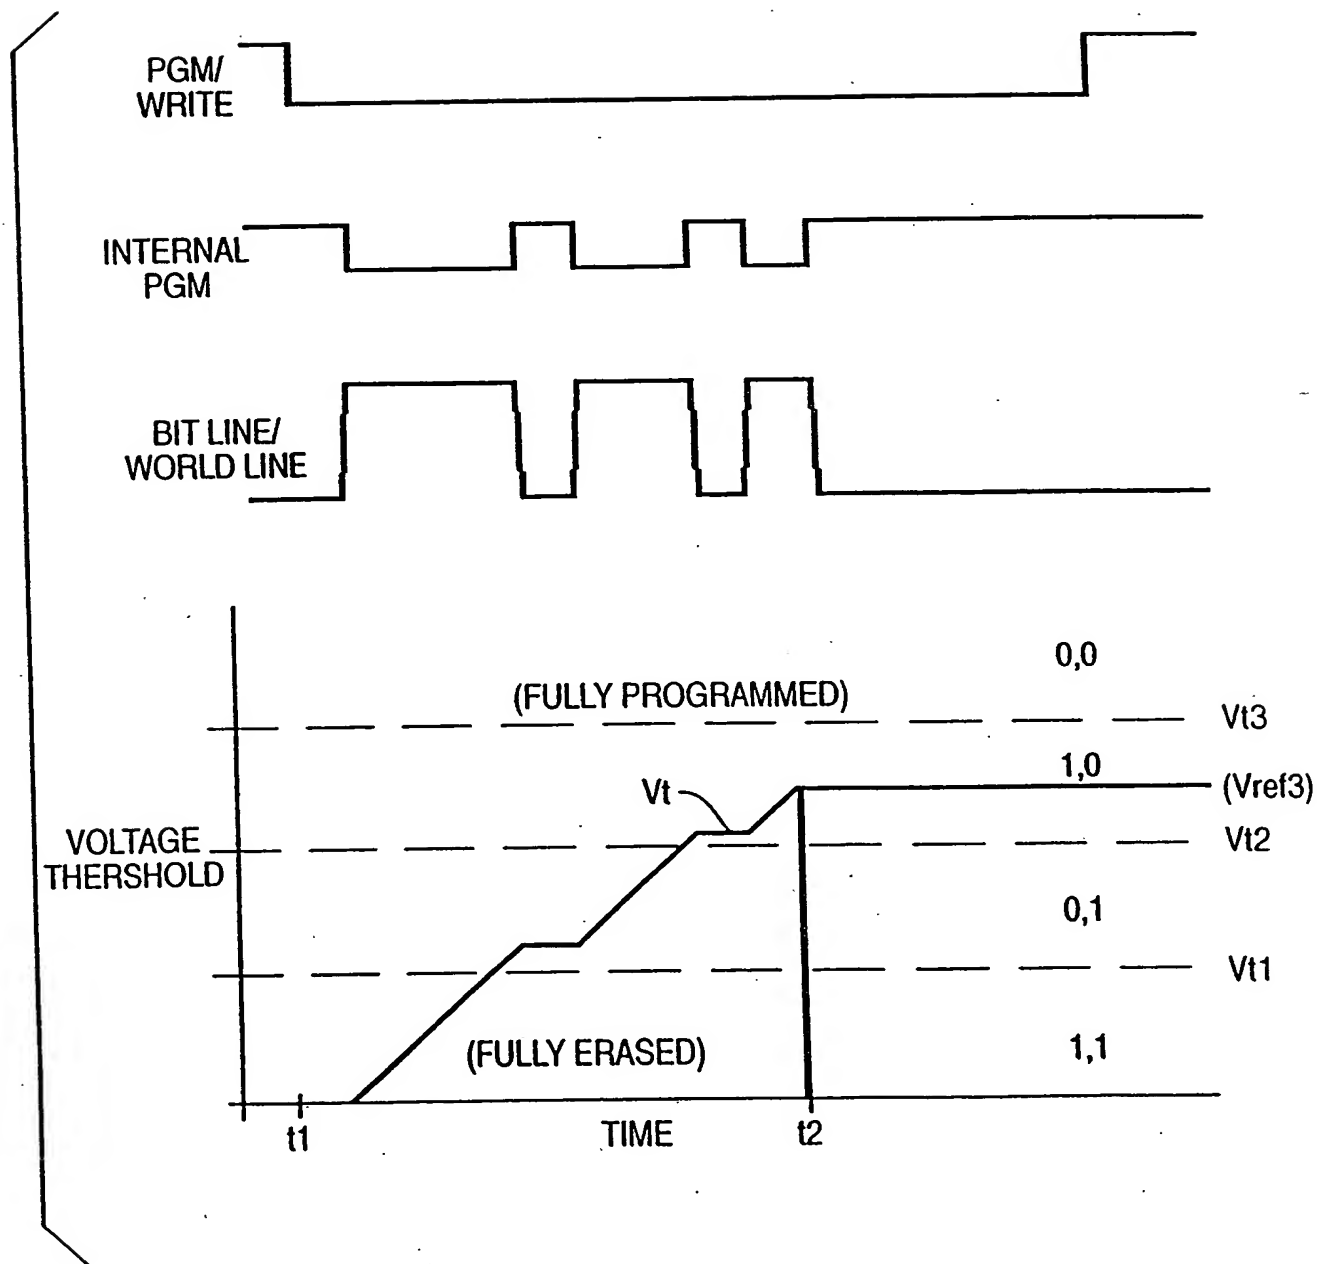 PGM/
WRITE
INTERNAL
PGM
BIT LINE/
WORLD LINE
0,0
(FULLY PROGRAMMED)
Vt3
1,0
Vt
(Vref3)
VOLTAGE
THERSHOLD
Vt2
0,1
Vt1
(FULLY ERASED)
1,1
t1
TIME
t2